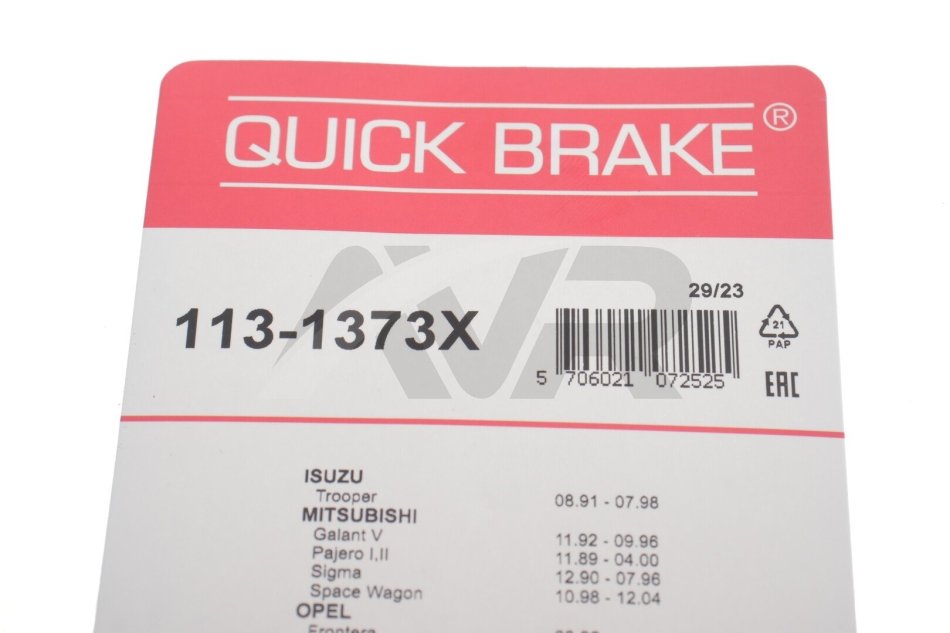 QUICK BRAKE®
29/23
113-1373X
21
PAP
5 706021 072525
EAC
AVR
ISUZU
Trooper 08.91 - 07.98
MITSUBISHI
Galant V 11.92 - 09.96
Pajero I,II 11.89 - 04.00
Sigma 12.90 - 07.96
Space Wagon 10.98 - 12.04
OPEL
Frontera